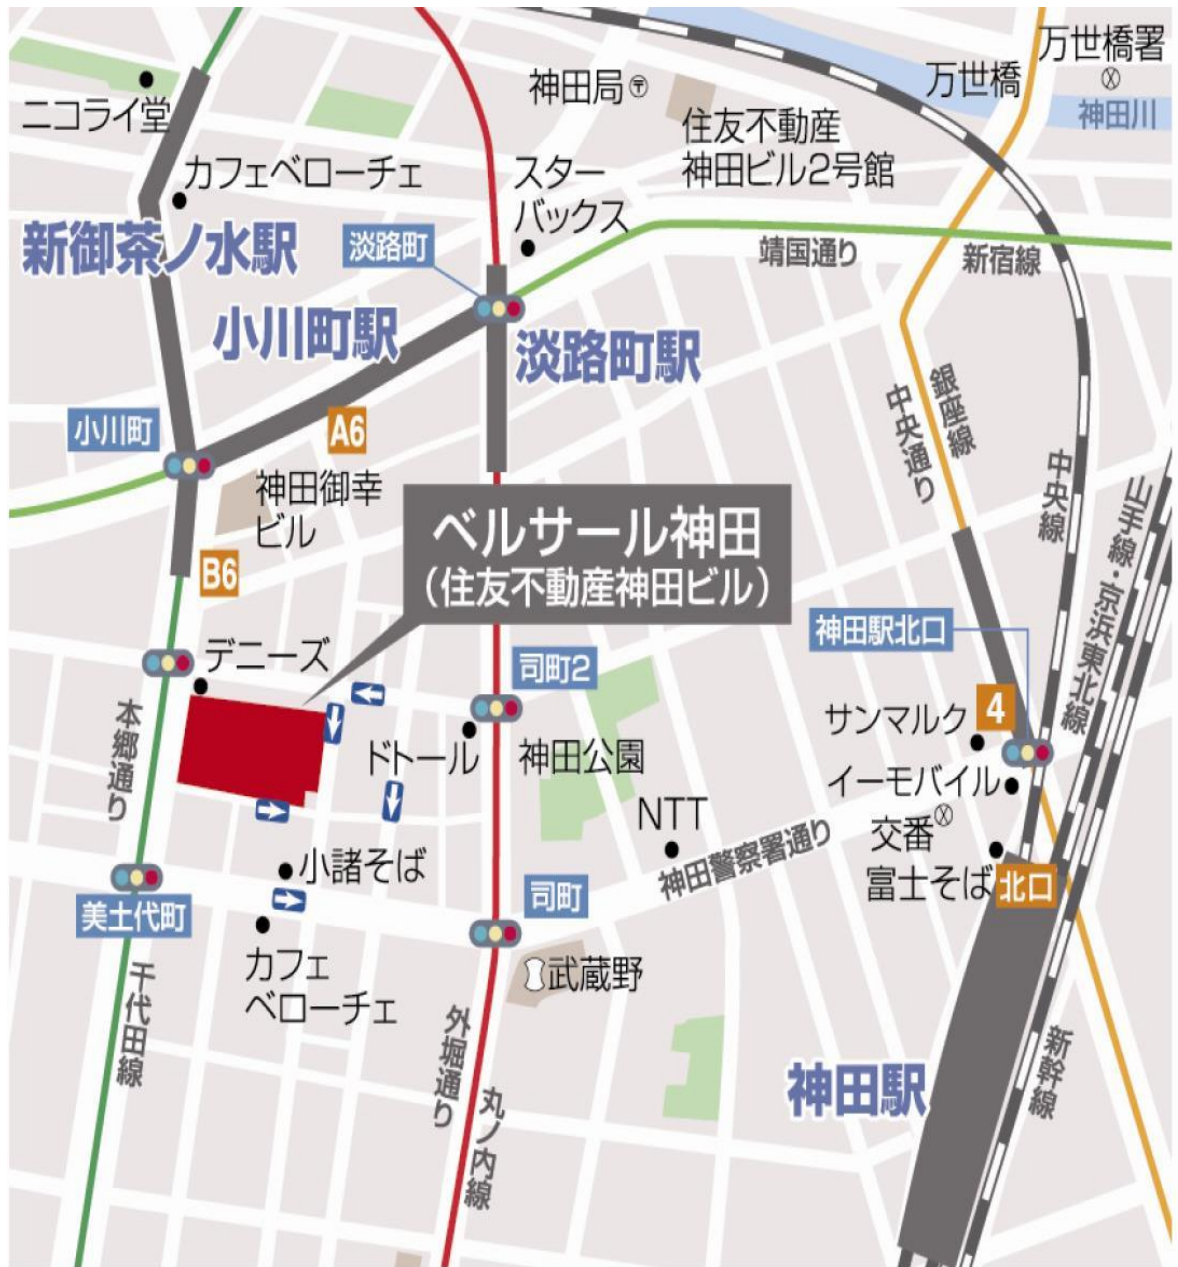 万世橋署
万世橋
神田局
神田川
ニコライ堂
住友不動産
神田ビル2号館
カフェベローチェ
スター
バックス
新御茶ノ水駅
淡路町
靖国通り
新宿線
小川町駅
淡路町駅
銀座線
中央通り
小川町
A6
中央線
神田御幸
ビル
山手線・京浜東北線
ベルサール神田
(住友不動産神田ビル)
B6
神田駅北口
デニーズ
司町2
4
サンマルク
本郷通り
ドトール
神田公園
イーモバイル
NTT
交番
神田警察署通り
小諸そば
富士そば
北口
司町
美土代町
カフェ
ベローチェ
武蔵野
千代田線
外堀通り
新幹線
神田駅
丸ノ内線